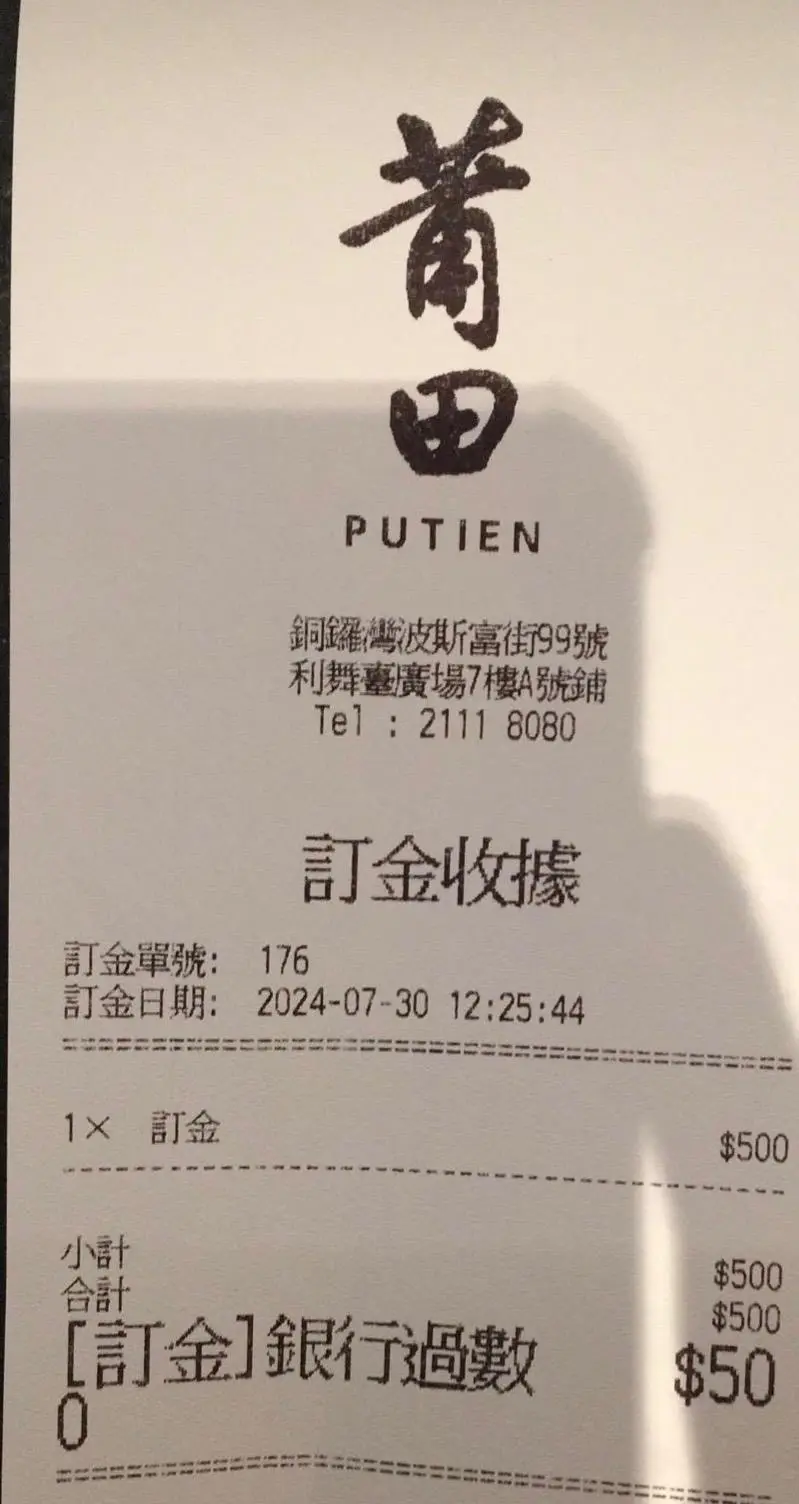 莆
田
PUTIEN
銅鑼灣波斯富街99號
利舞臺廣場7樓A號鋪
Tel : 2111 8080
訂金收據
訂金單號: 176
訂金日期: 2024-07-30 12:25:44
1× 訂金 $500
小計 $500
合計 $500
[訂金]銀行過數 $50
0